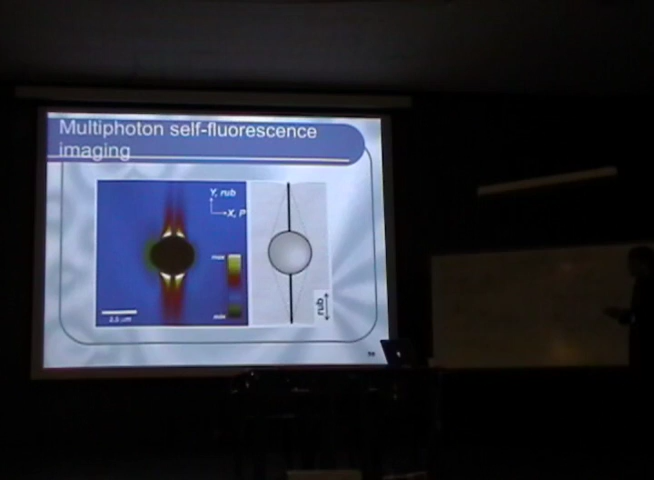 Multiphoton self-fluorescence
imaging
Y, rub
X, P
max
min
2.5 μm
rub